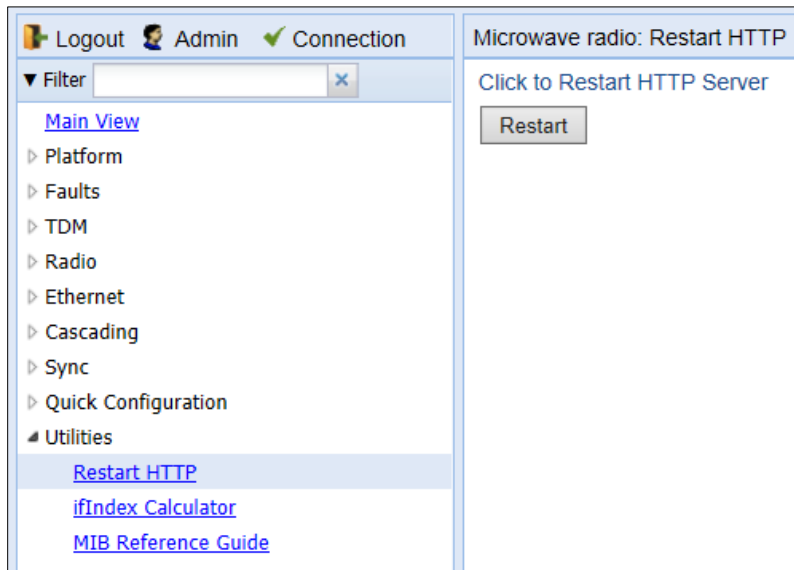 Logout Admin Connection
Filter
Main View
Platform
Faults
TDM
Radio
Ethernet
Cascading
Sync
Quick Configuration
Utilities
Restart HTTP
ifIndex Calculator
MIB Reference Guide
Microwave radio: Restart HTTP
Click to Restart HTTP Server
Restart